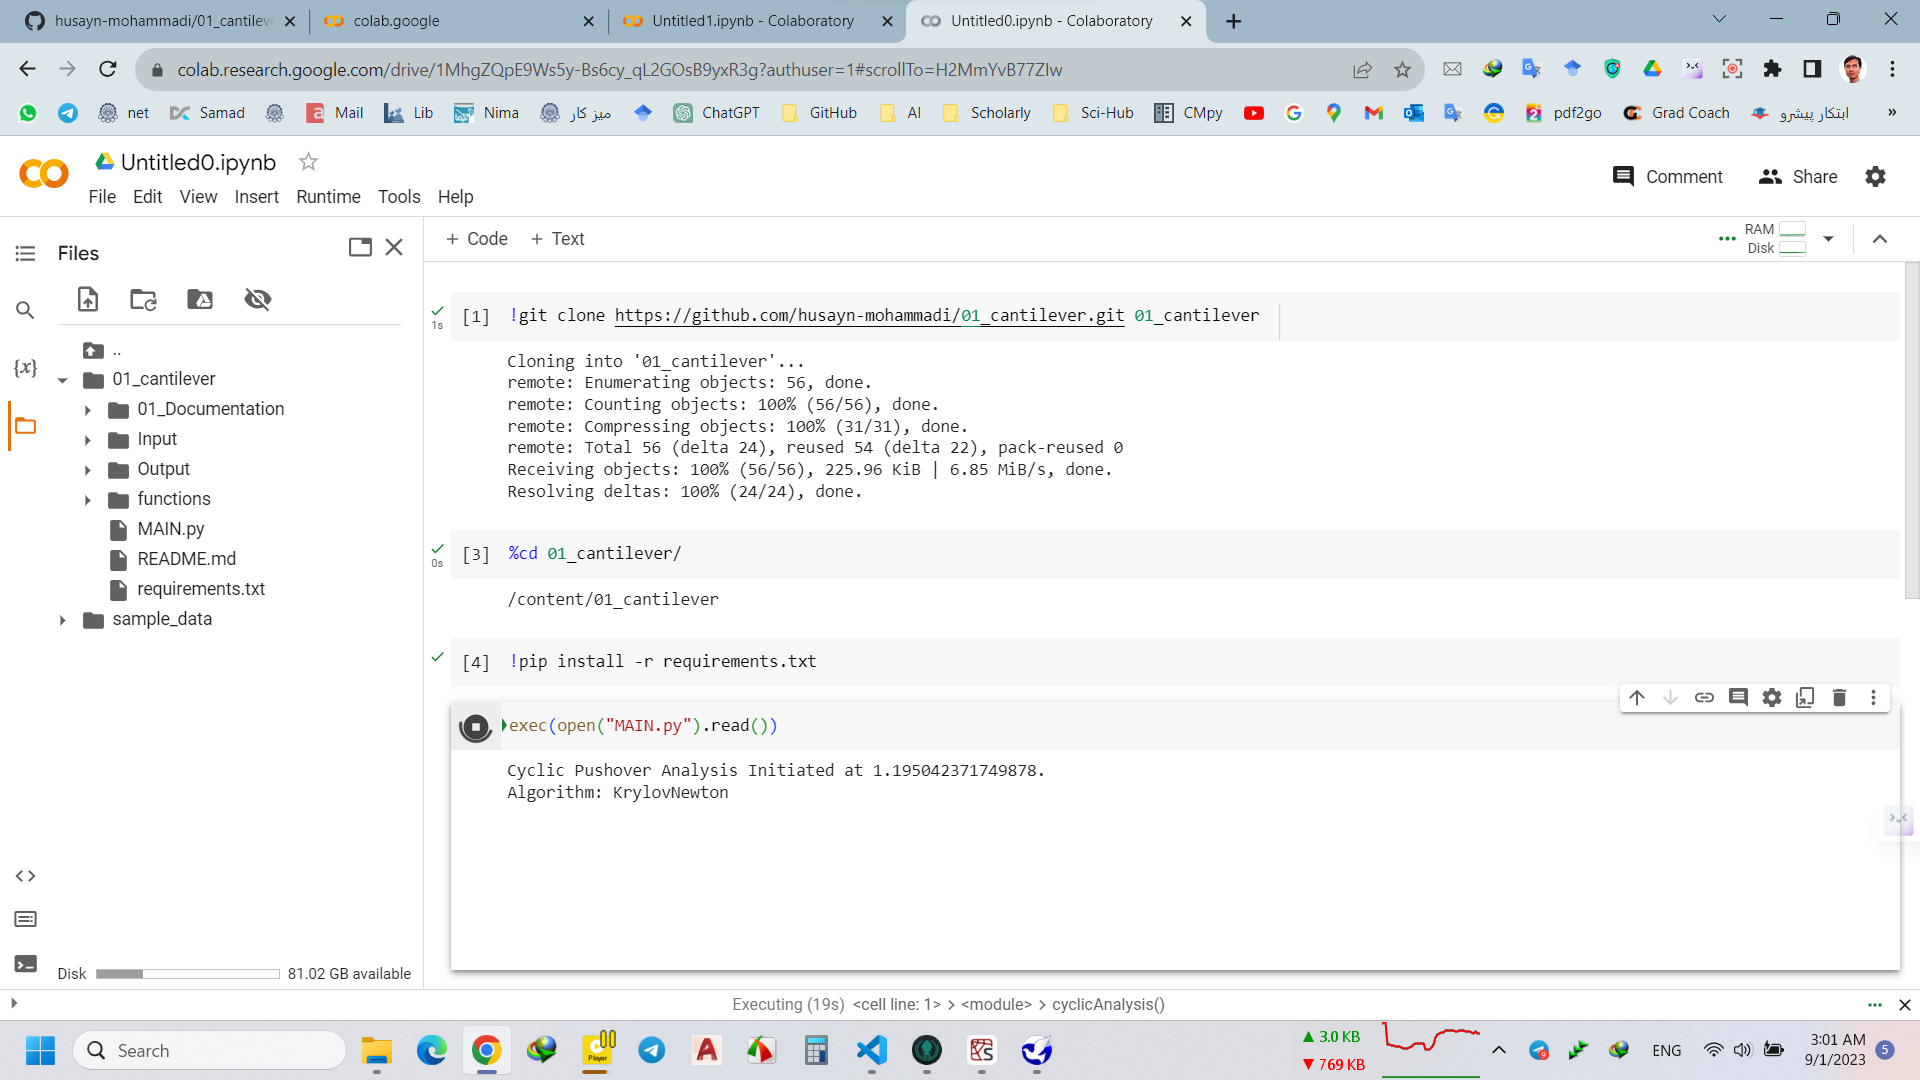 husayn-mohammadi/01_cantileve
colab.google
Untitled1.ipynb - Colaboratory
Untitled0.ipynb - Colaboratory
colab.research.google.com/drive/1MhgZQpE9Ws5y-Bs6cy_qL2GOsB9yxR3g?authuser=1#scrollTo=H2MmYvB77ZIw
net Samad Mail Lib Nima میز کار ChatGPT GitHub AI Scholarly Sci-Hub CMpy pdf2go Grad Coach ابتکار پیشرو »
Untitled0.ipynb
File Edit View Insert Runtime Tools Help
Comment Share
Files
+ Code + Text
RAM
Disk
..
01_cantilever
01_Documentation
Input
Output
functions
MAIN.py
README.md
requirements.txt
sample_data
Disk 81.02 GB available
1s
[1] !git clone https://github.com/husayn-mohammadi/01_cantilever.git 01_cantilever
Cloning into '01_cantilever'...
remote: Enumerating objects: 56, done.
remote: Counting objects: 100% (56/56), done.
remote: Compressing objects: 100% (31/31), done.
remote: Total 56 (delta 24), reused 54 (delta 22), pack-reused 0
Receiving objects: 100% (56/56), 225.96 KiB | 6.85 MiB/s, done.
Resolving deltas: 100% (24/24), done.
0s
[3] %cd 01_cantilever/
/content/01_cantilever
[4] !pip install -r requirements.txt
exec(open("MAIN.py").read())
Cyclic Pushover Analysis Initiated at 1.195042371749878.
Algorithm: KrylovNewton
Executing (19s) <cell line: 1> > <module> > cyclicAnalysis()
Search
Player
3.0 KB
769 KB
9
ENG
3:01 AM
9/1/2023
5